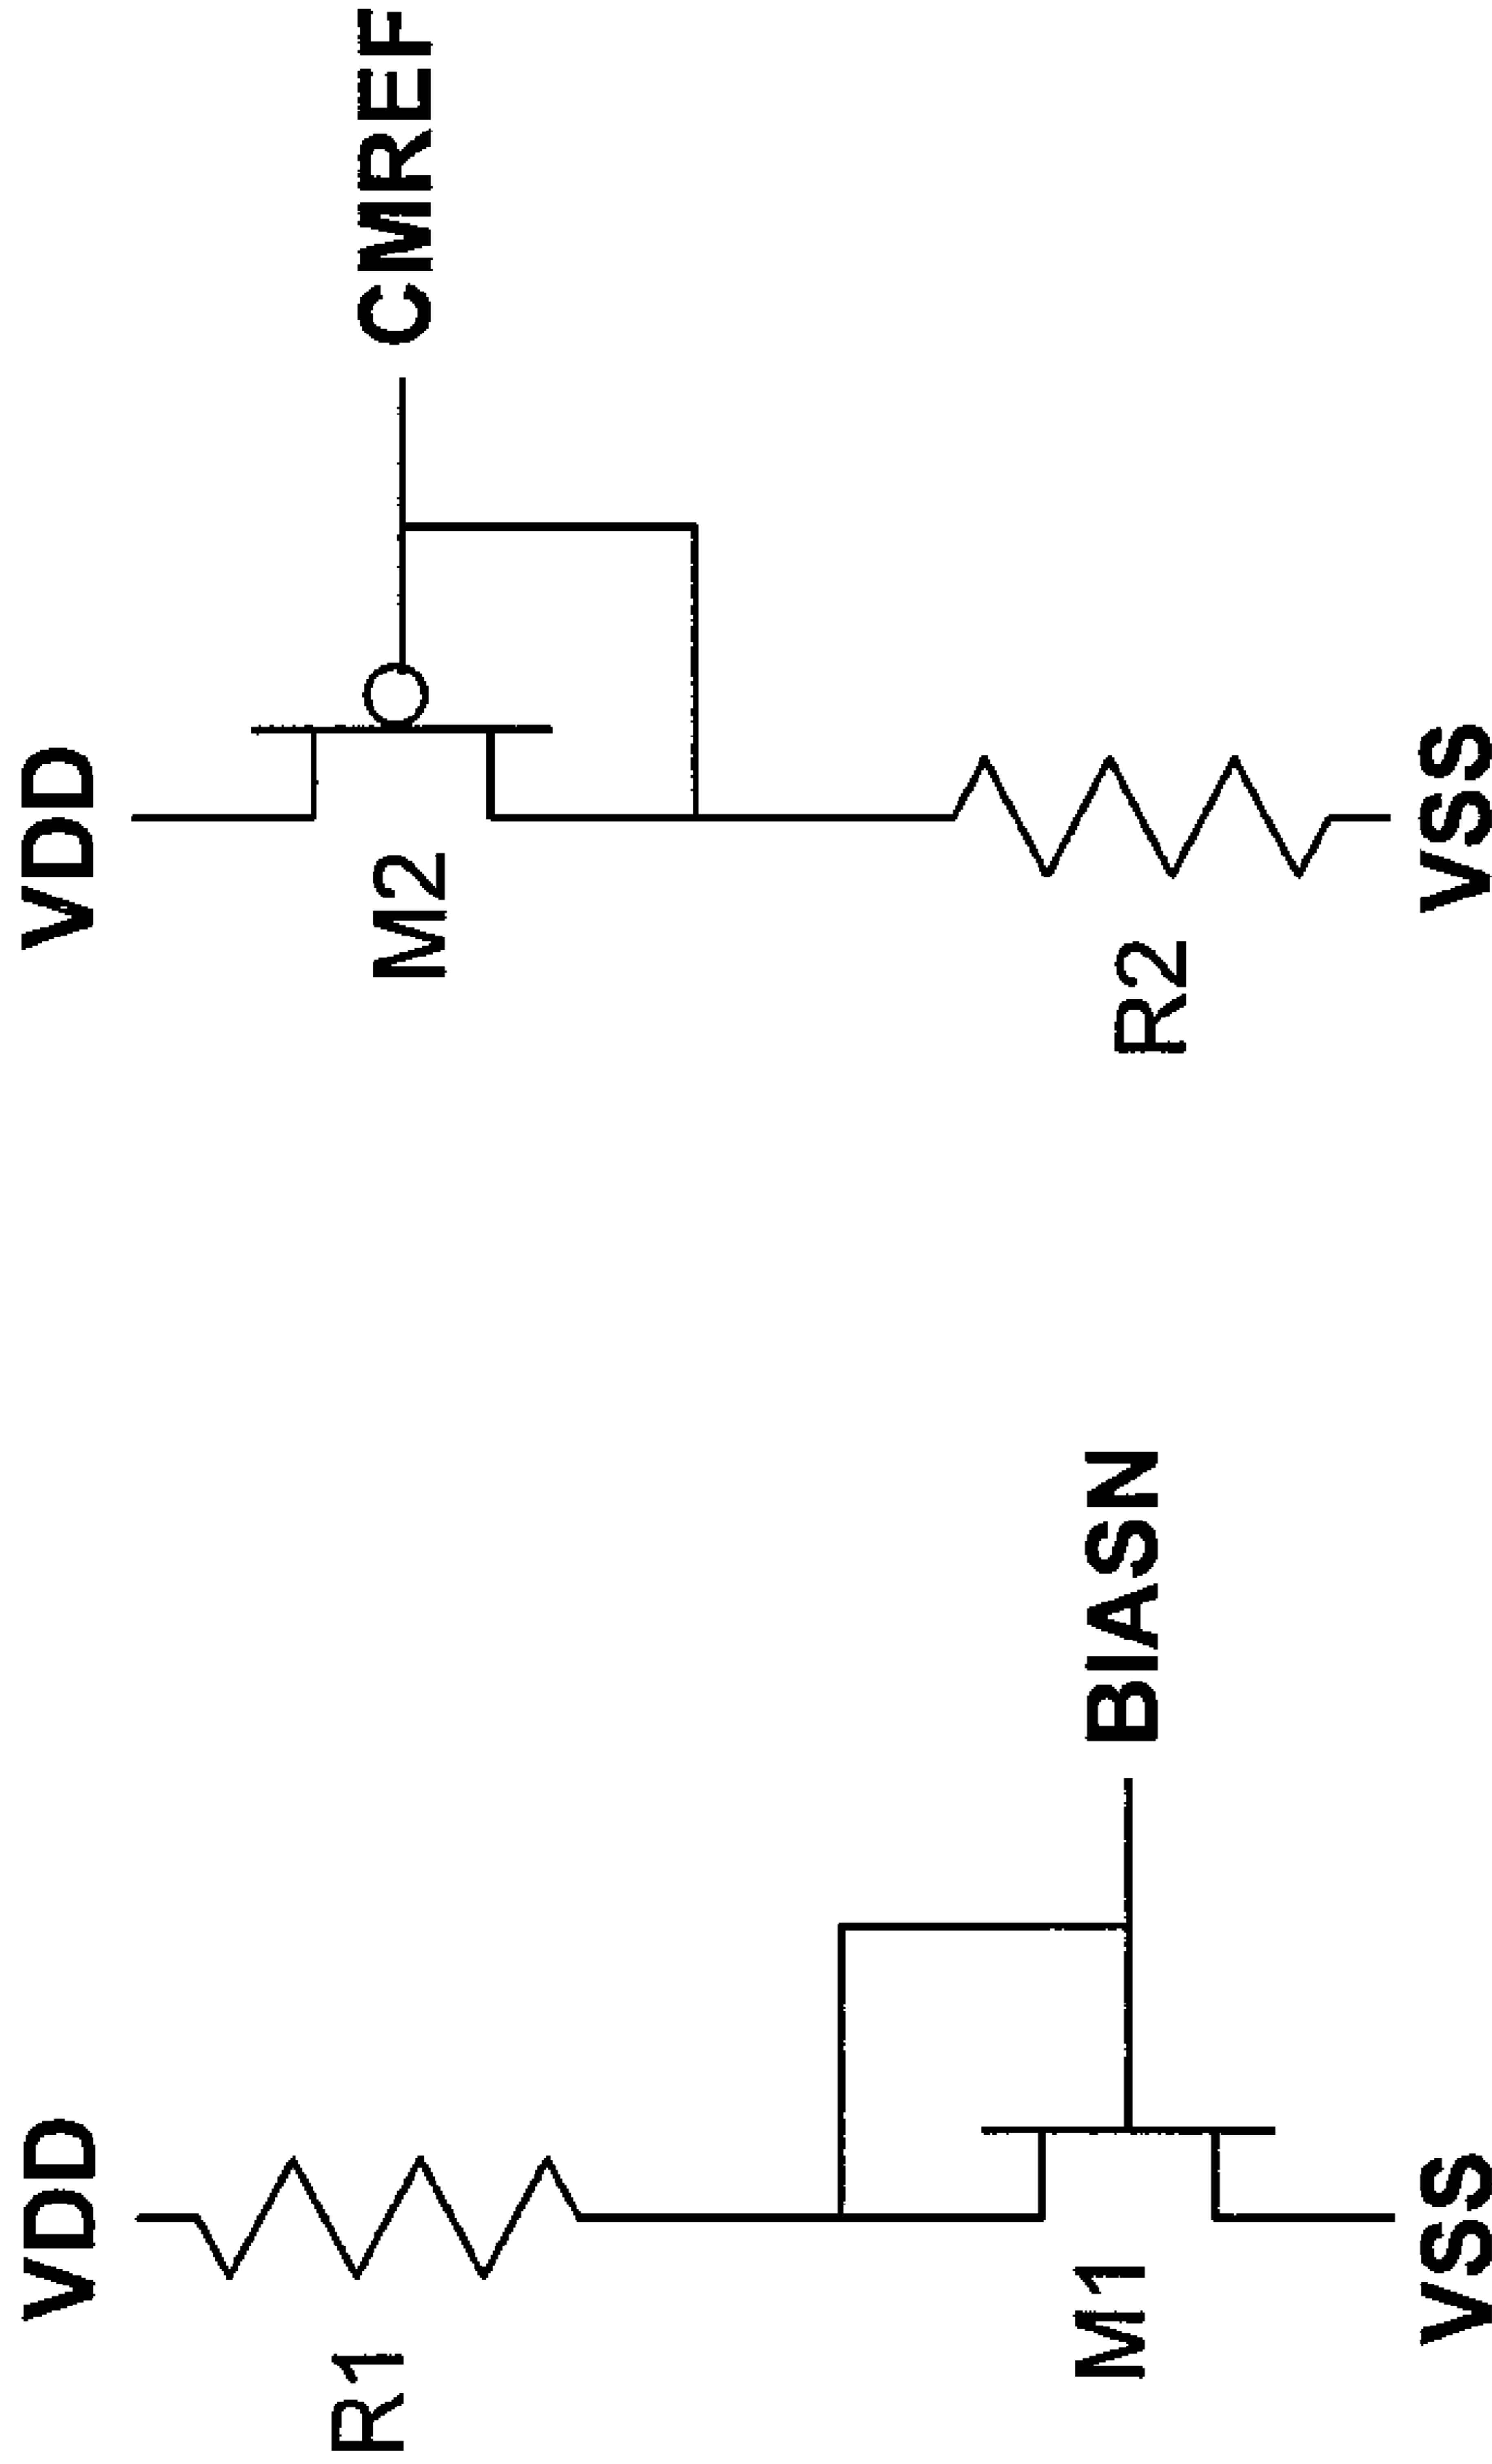 VDD
R1
BIASN
M1
VSS
VDD
CMREF
M2
R2
VSS